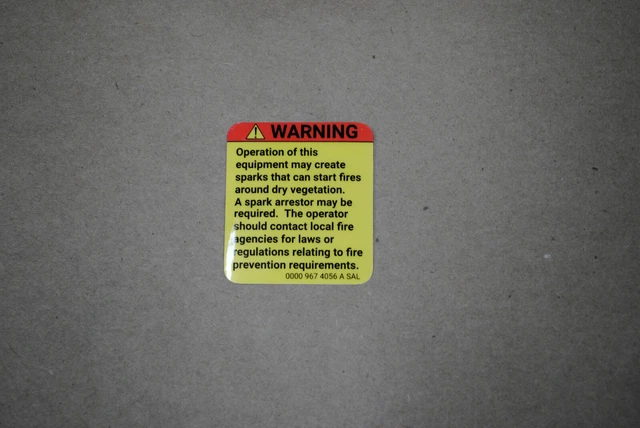 WARNING
Operation of this
equipment may create
sparks that can start fires
around dry vegetation.
A spark arrestor may be
required. The operator
should contact local fire
agencies for laws or
regulations relating to fire
prevention requirements.
0000 967 4056 A SAL